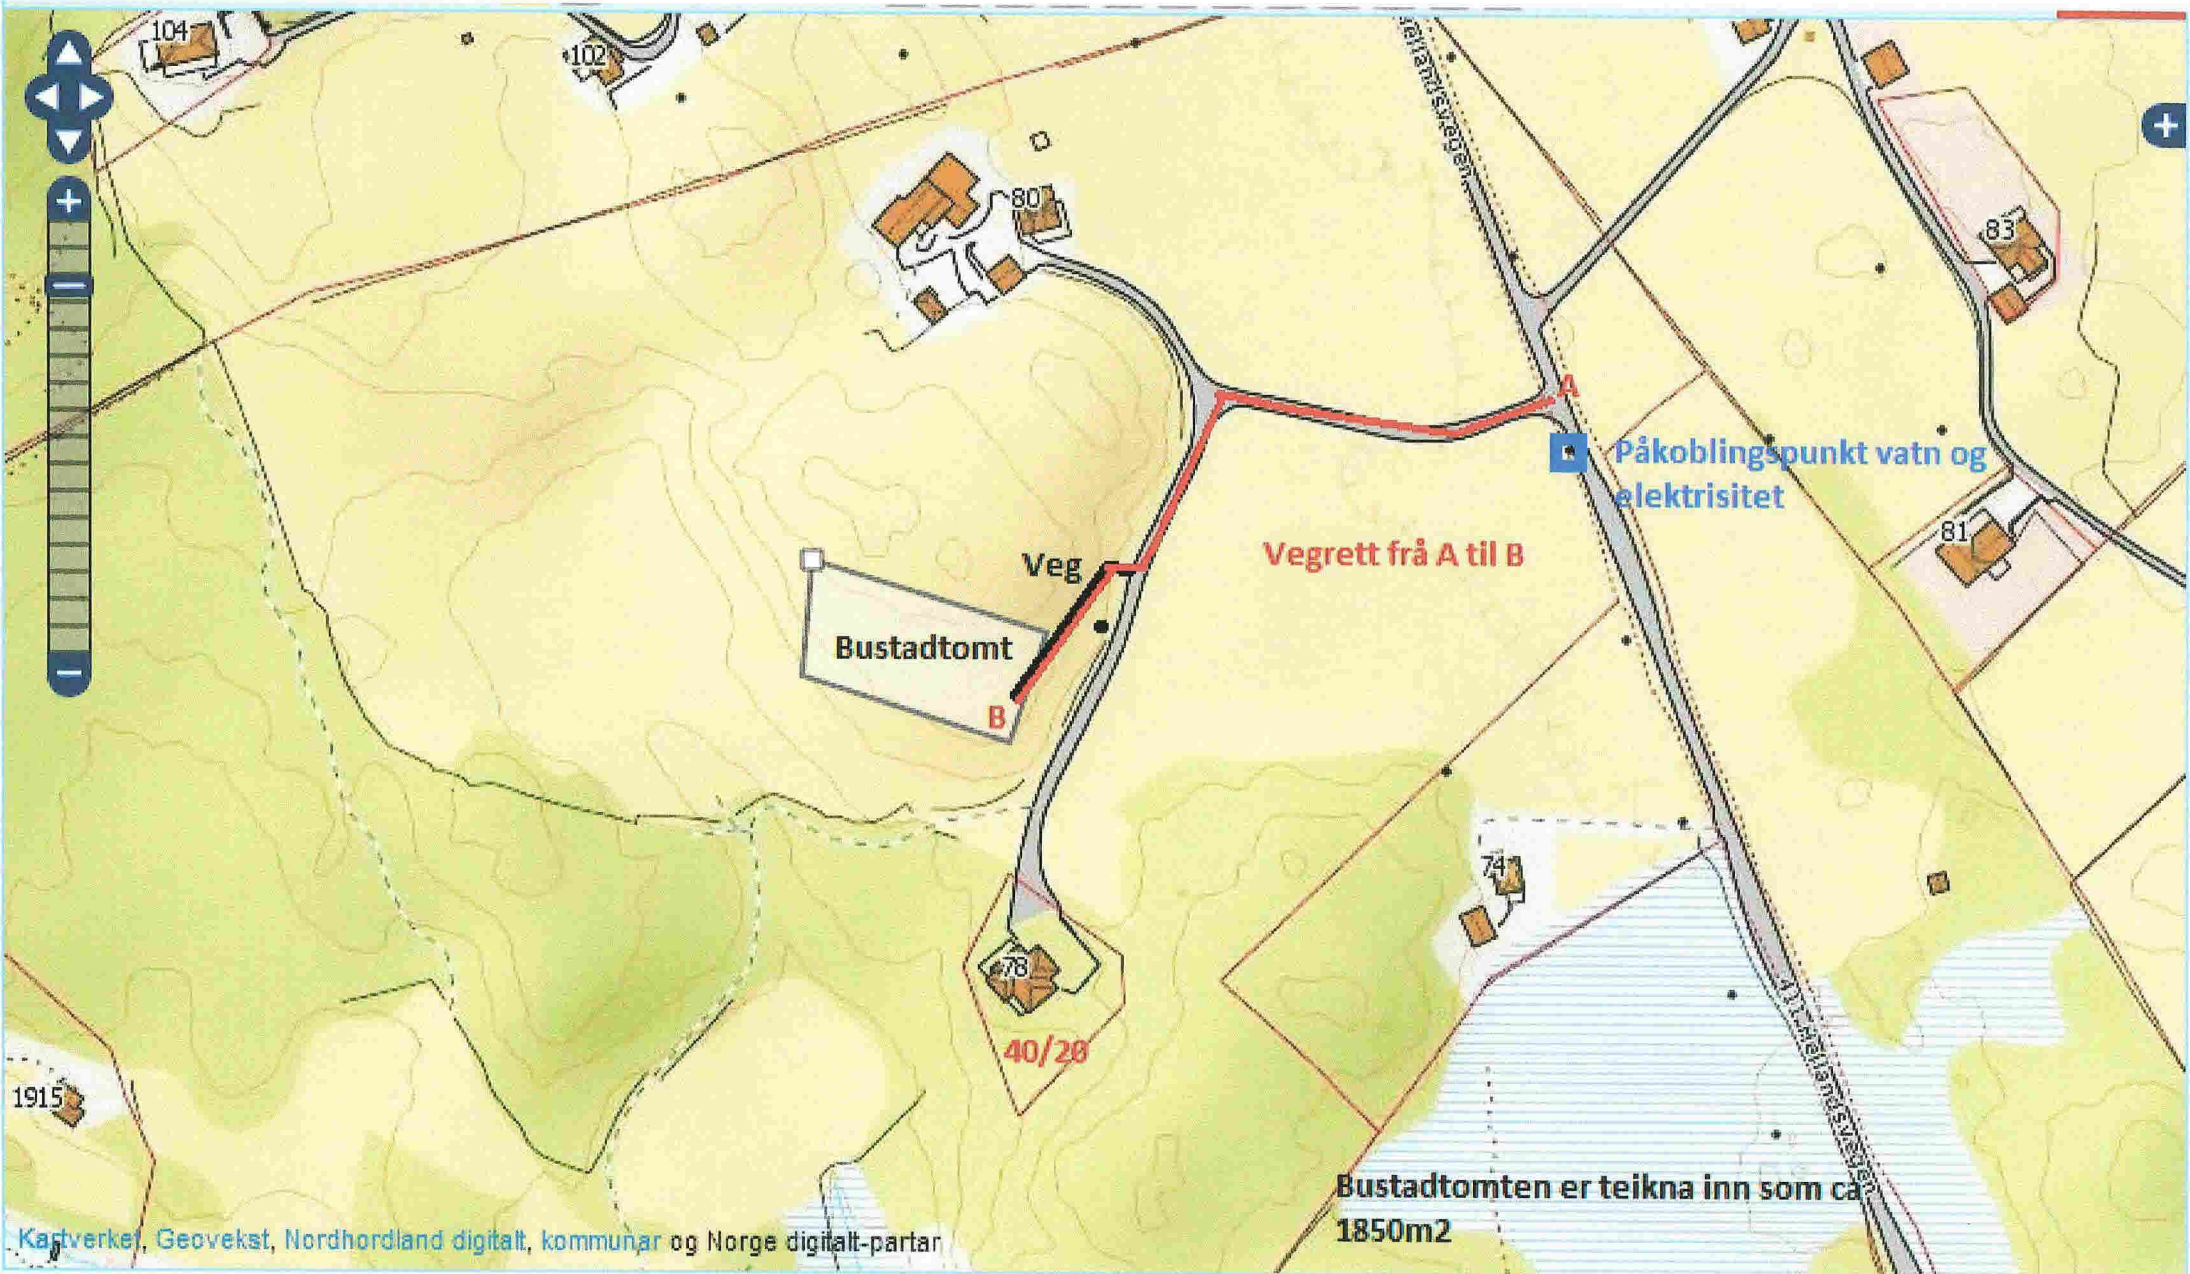 104
102
80
83
A
Påkoblingspunkt vatn og
elektrisitet
81
Vegrett frå A til B
Veg
Bustadtomt
B
74
78
40/20
1915
Bustadtomten er teikna inn som ca
1850m2
Kartverket, Geovekst, Nordhordland digitalt, kommunar og Norge digitalt-partar